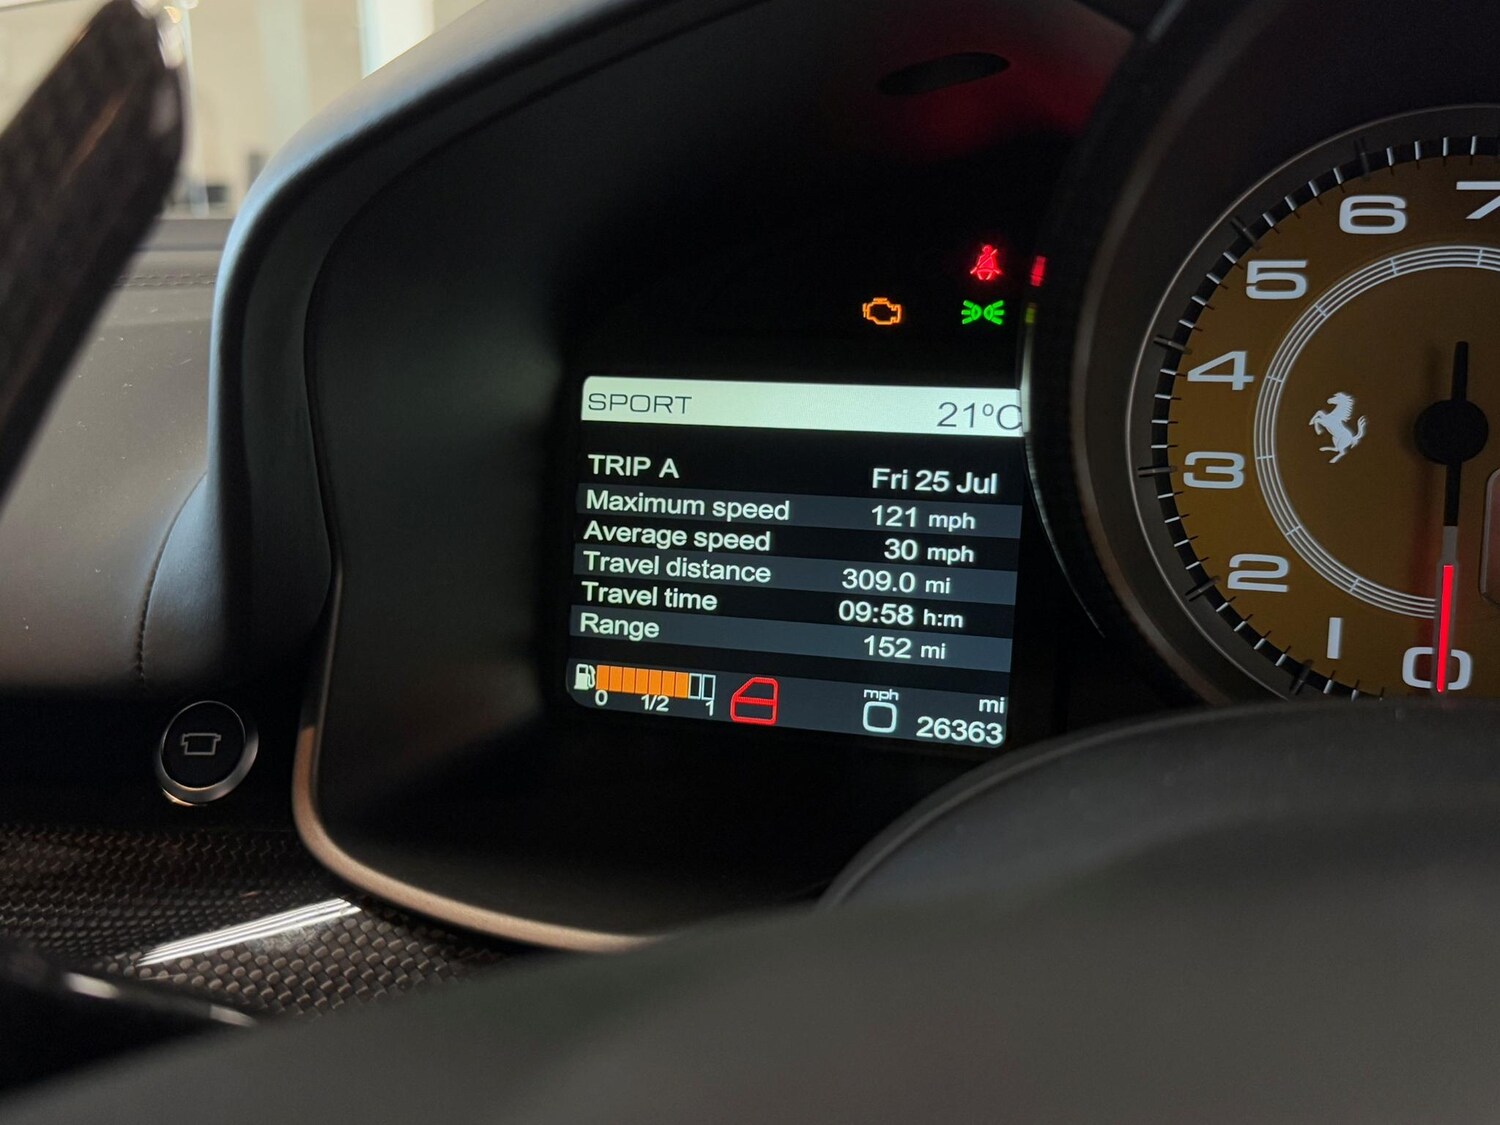 SPORT 21ºC
TRIP A Fri 25 Jul
Maximum speed 121 mph
Average speed 30 mph
Travel distance 309.0 mi
Travel time 09:58 h:m
Range 152 mi
0 1/2 1
mph mi
0 26363
7
6
5
4
3
2
1
0